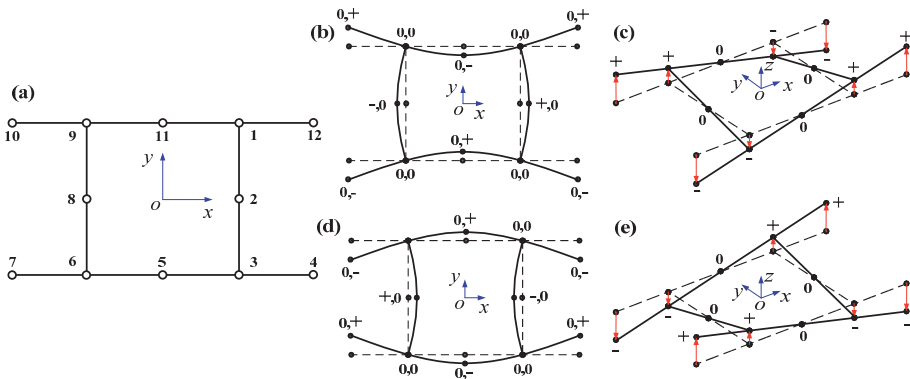 (a)
10 9 11 1 12
y
8 o x 2
7 6 5 3 4
(b)
0,+ 0,+
0,0 0,0
0,-
-,0 y +,0
o x
0,+
0,0 0,0
0,- 0,-
(c)
- +
+ + 0 -
z +
y o x 0
0 0
-
-
(d)
0,+ 0,0
0,- 0,-
y
+,0 o x -,0
0,+ 0,+
0,0 0,- 0,0
(e)
+ +
0 z
y o x 0
- 0 +
- + 0 - -